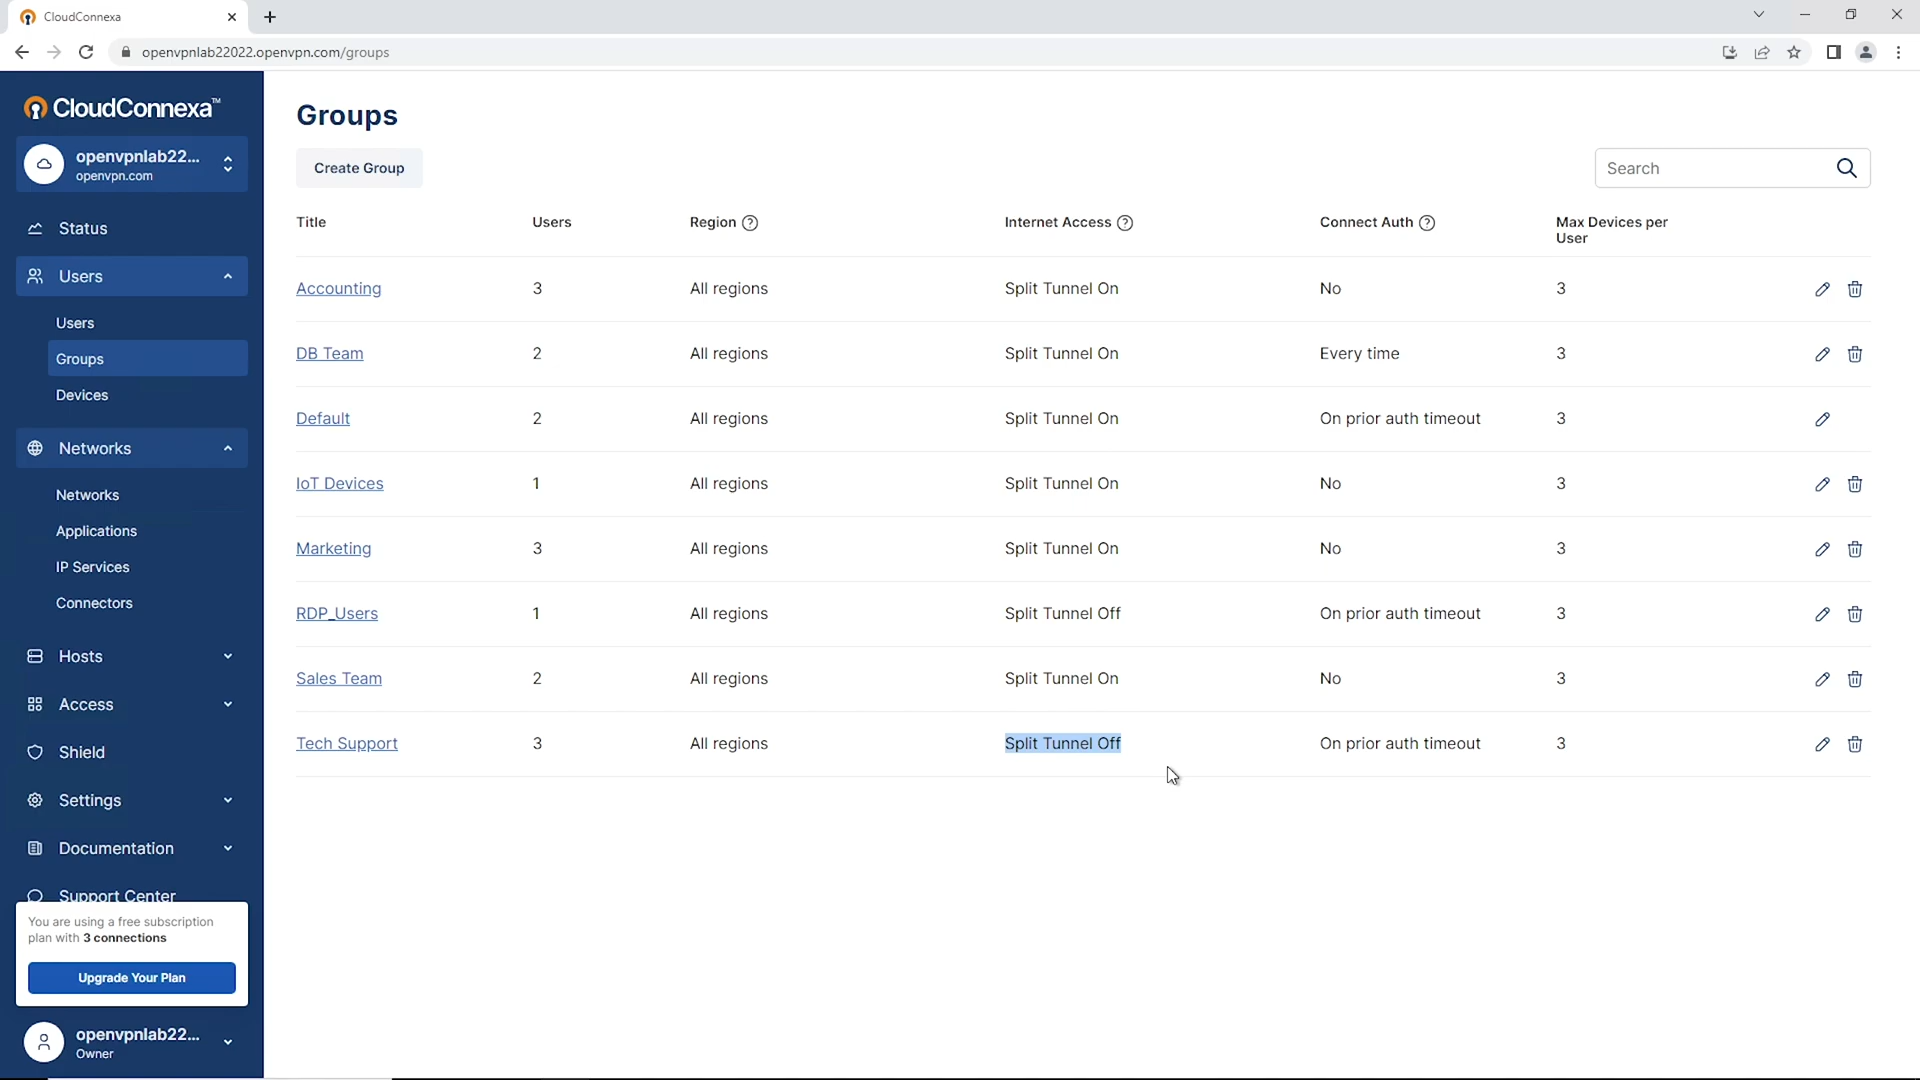 CloudConnexa
openvpnlab22022.openvpn.com/groups
CloudConnexa™
openvpnlab22...
openvpn.com
Status
Users
Users
Groups
Devices
Networks
Networks
Applications
IP Services
Connectors
Hosts
Access
Shield
Settings
Documentation
Support Center
You are using a free subscription
plan with 3 connections
Upgrade Your Plan
openvpnlab22...
Owner
Groups
Create Group
Search
Title Users Region Internet Access Connect Auth Max Devices per
User
Accounting 3 All regions Split Tunnel On No 3
DB Team 2 All regions Split Tunnel On Every time 3
Default 2 All regions Split Tunnel On On prior auth timeout 3
IoT Devices 1 All regions Split Tunnel On No 3
Marketing 3 All regions Split Tunnel On No 3
RDP_Users 1 All regions Split Tunnel Off On prior auth timeout 3
Sales Team 2 All regions Split Tunnel On No 3
Tech Support 3 All regions Split Tunnel Off On prior auth timeout 3